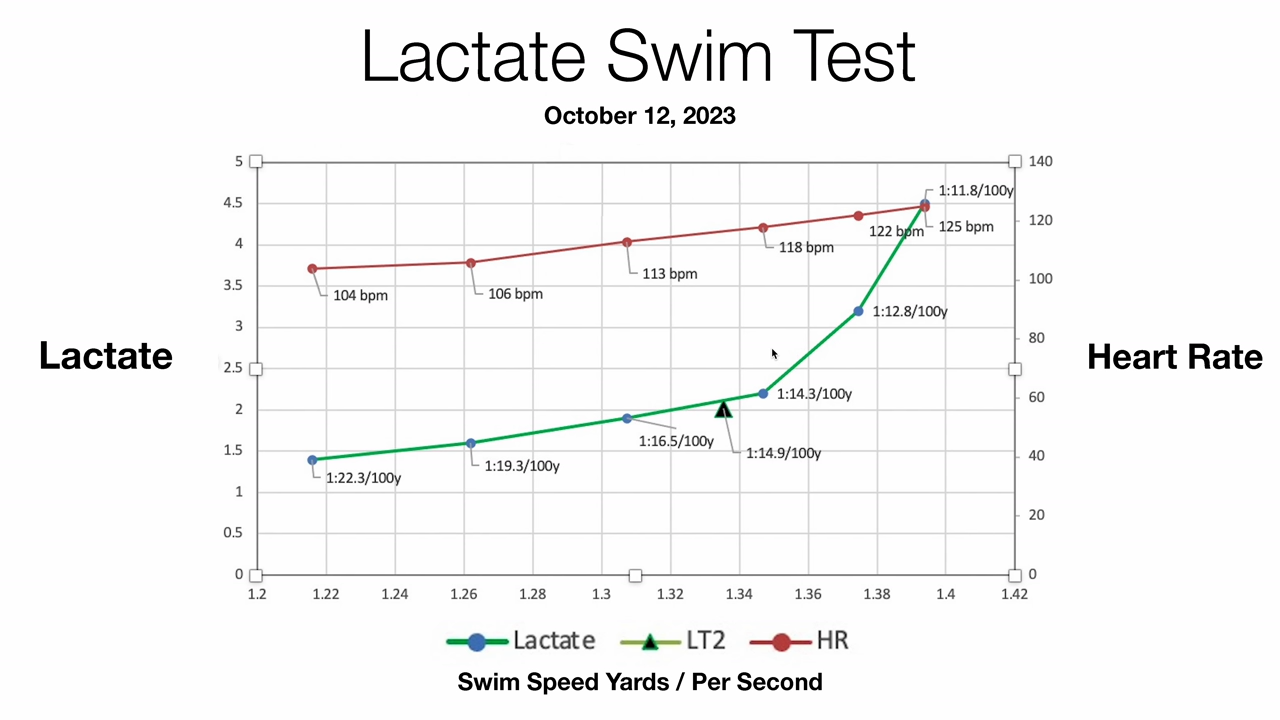 Lactate Swim Test
October 12, 2023
5
140
4.5
1:11.8/100y
120
4
122 bpm
125 bpm
118 bpm
113 bpm
104 bpm
106 bpm
100
3.5
3
1:12.8/100y
80
Lactate
Heart Rate
2.5
60
2
1:14.3/100y
1:16.5/100y
1:14.9/100y
1.5
1:22.3/100y
1:19.3/100y
40
1
20
0.5
0
0
1.2 1.22 1.24 1.26 1.28 1.3 1.32 1.34 1.36 1.38 1.4 1.42
Lactate LT2 HR
Swim Speed Yards / Per Second